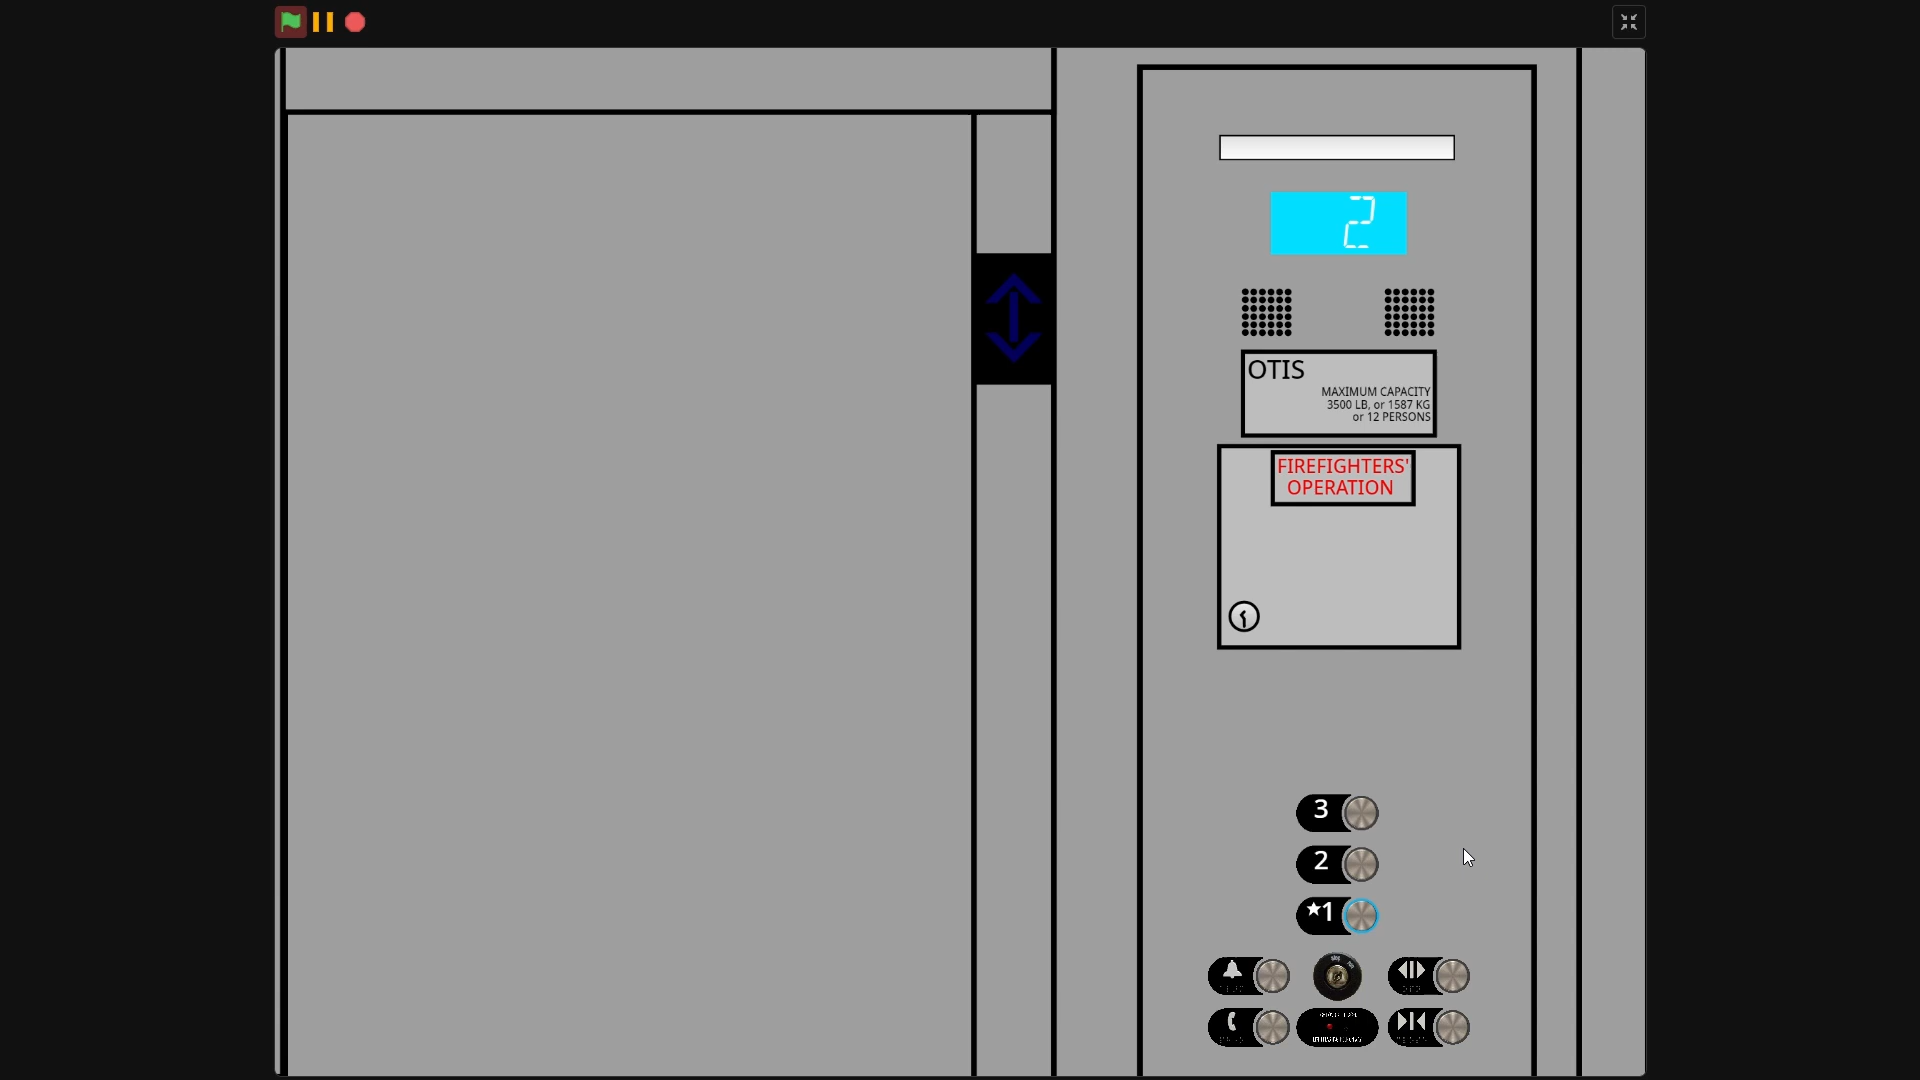 2
OTIS
MAXIMUM CAPACITY
3500 LB, or 1587 KG
or 12 PERSONS
FIREFIGHTERS'
OPERATION
3
2
★1